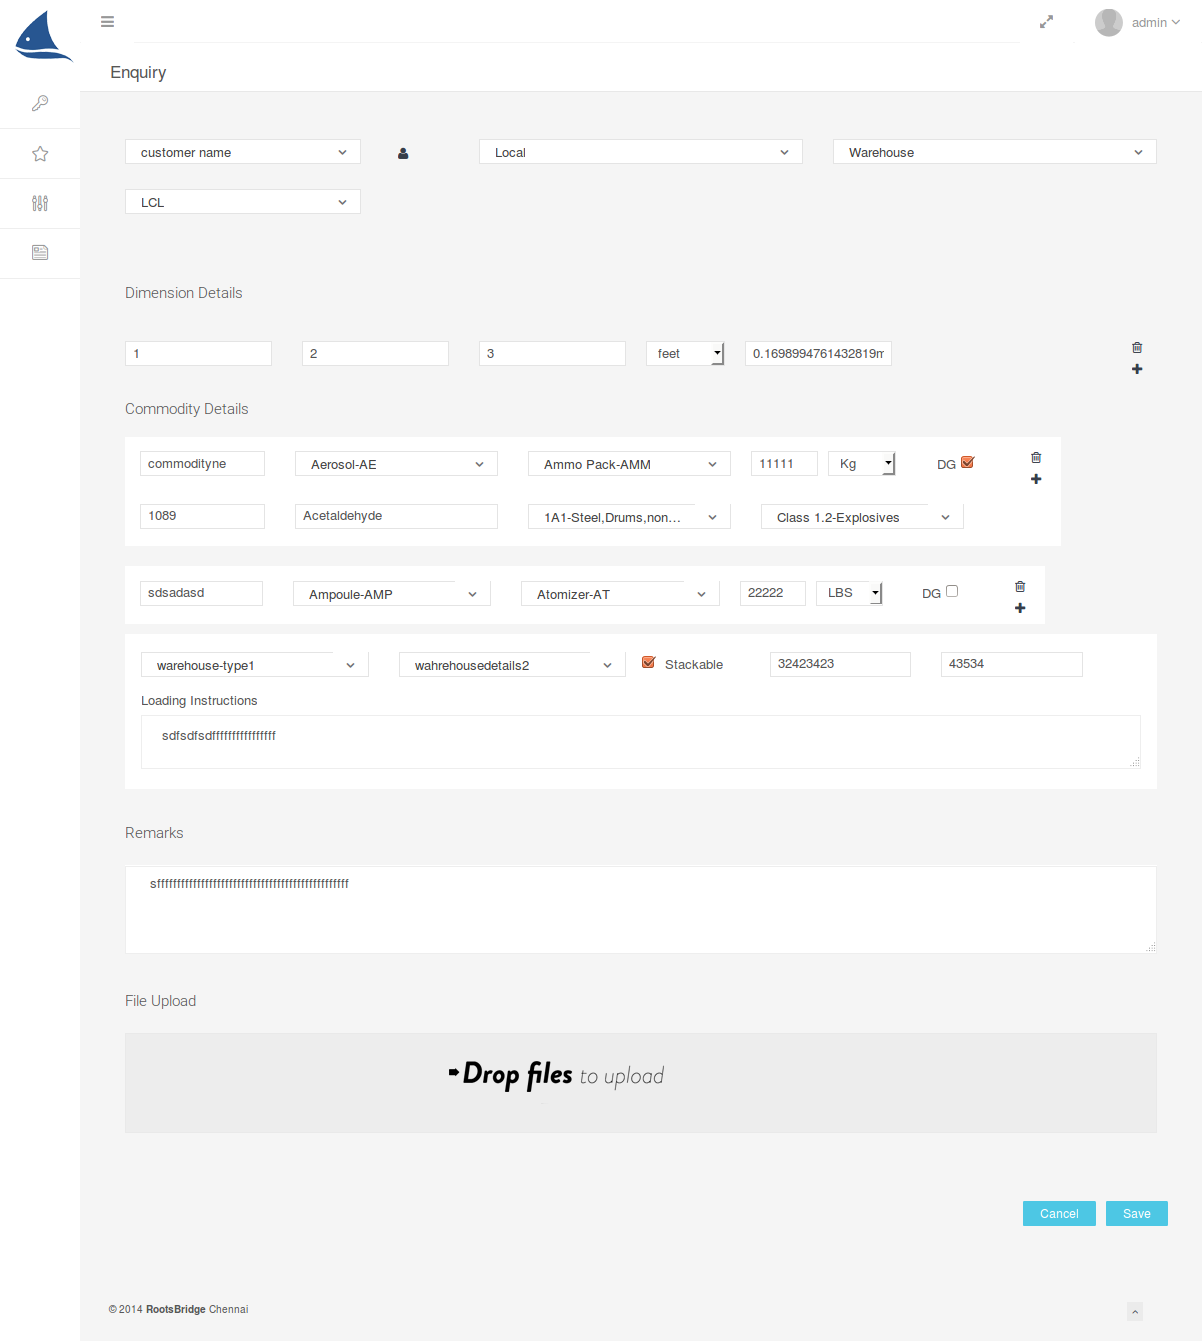 admin
Enquiry
customer name Local Warehouse
LCL
Dimension Details
1 2 3 feet 0.1698994761432819m
Commodity Details
commodityne Aerosol-AE Ammo Pack-AMM 11111 Kg DG
1089 Acetaldehyde 1A1-Steel,Drums,non... Class 1.2-Explosives
sdsadasd Ampoule-AMP Atomizer-AT 22222 LBS DG
warehouse-type1 wahrehousedetails2 Stackable 32423423 43534
Loading Instructions
Remarks
File Upload
Drop files to upload
Cancel Save
© 2014 RootsBridge Chennai